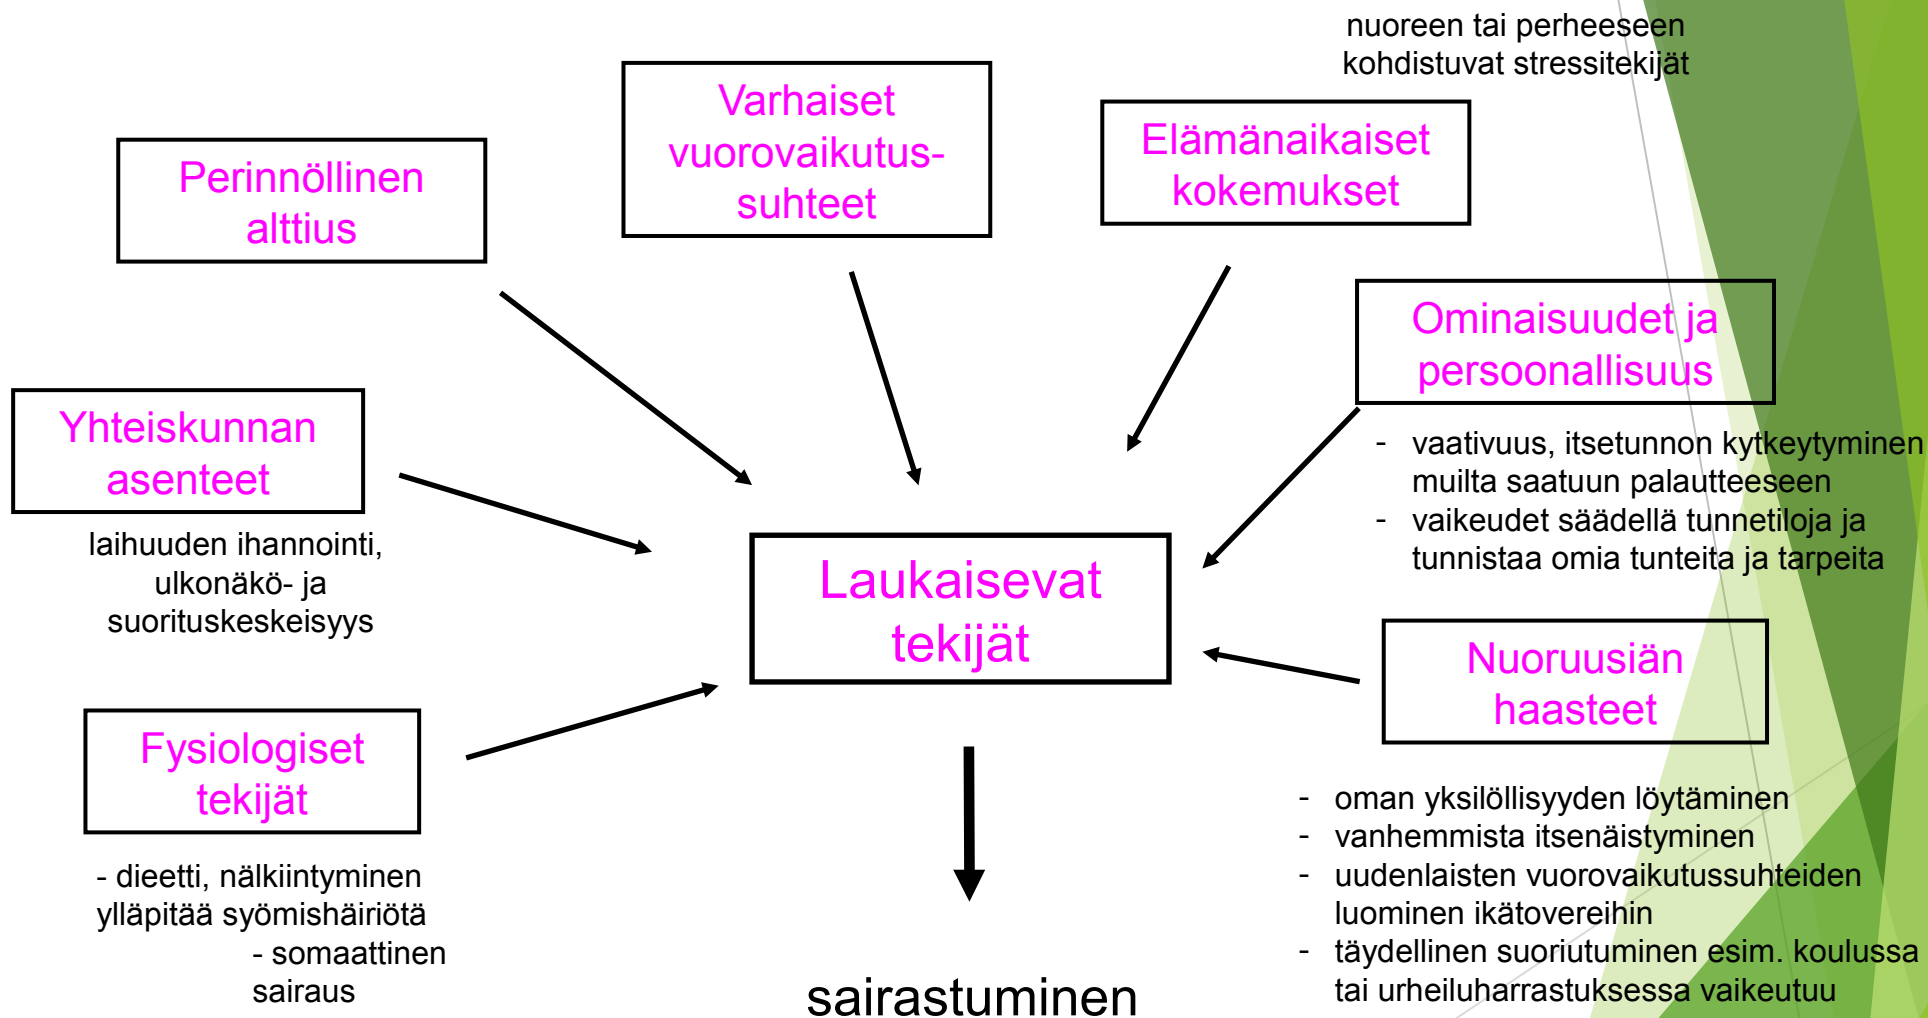 nuoreen tai perheeseen
kohdistuvat stressitekijät
Varhaiset
vuorovaikutus-
suhteet
Elämänaikaiset
kokemukset
Perinnöllinen
alttius
Ominaisuudet ja
persoonallisuus
- vaativuus, itsetunnon kytkeytyminen
muilta saatuun palautteeseen
- vaikeudet säädellä tunnetiloja ja
tunnistaa omia tunteita ja tarpeita
Yhteiskunnan
asenteet
laihuuden ihannointi,
ulkonäkö- ja
suorituskeskeisyys
Laukaisevat
tekijät
Nuoruusiän
haasteet
- oman yksilöllisyyden löytäminen
- vanhemmista itsenäistyminen
- uudenlaisten vuorovaikutussuhteiden
luominen ikätovereihin
- täydellinen suoriutuminen esim. koulussa
tai urheiluharrastuksessa vaikeutuu
Fysiologiset
tekijät
- dieetti, nälkiintyminen
ylläpitää syömishäiriötä
- somaattinen
sairaus
sairastuminen